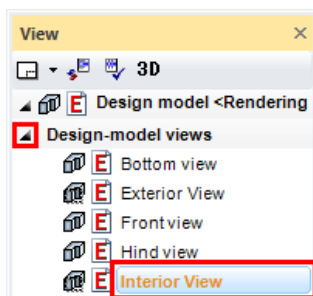 View
3D
E Design model <Rendering
Design-model views
E Bottom view
E Exterior View
E Front view
E Hind view
E Interior View